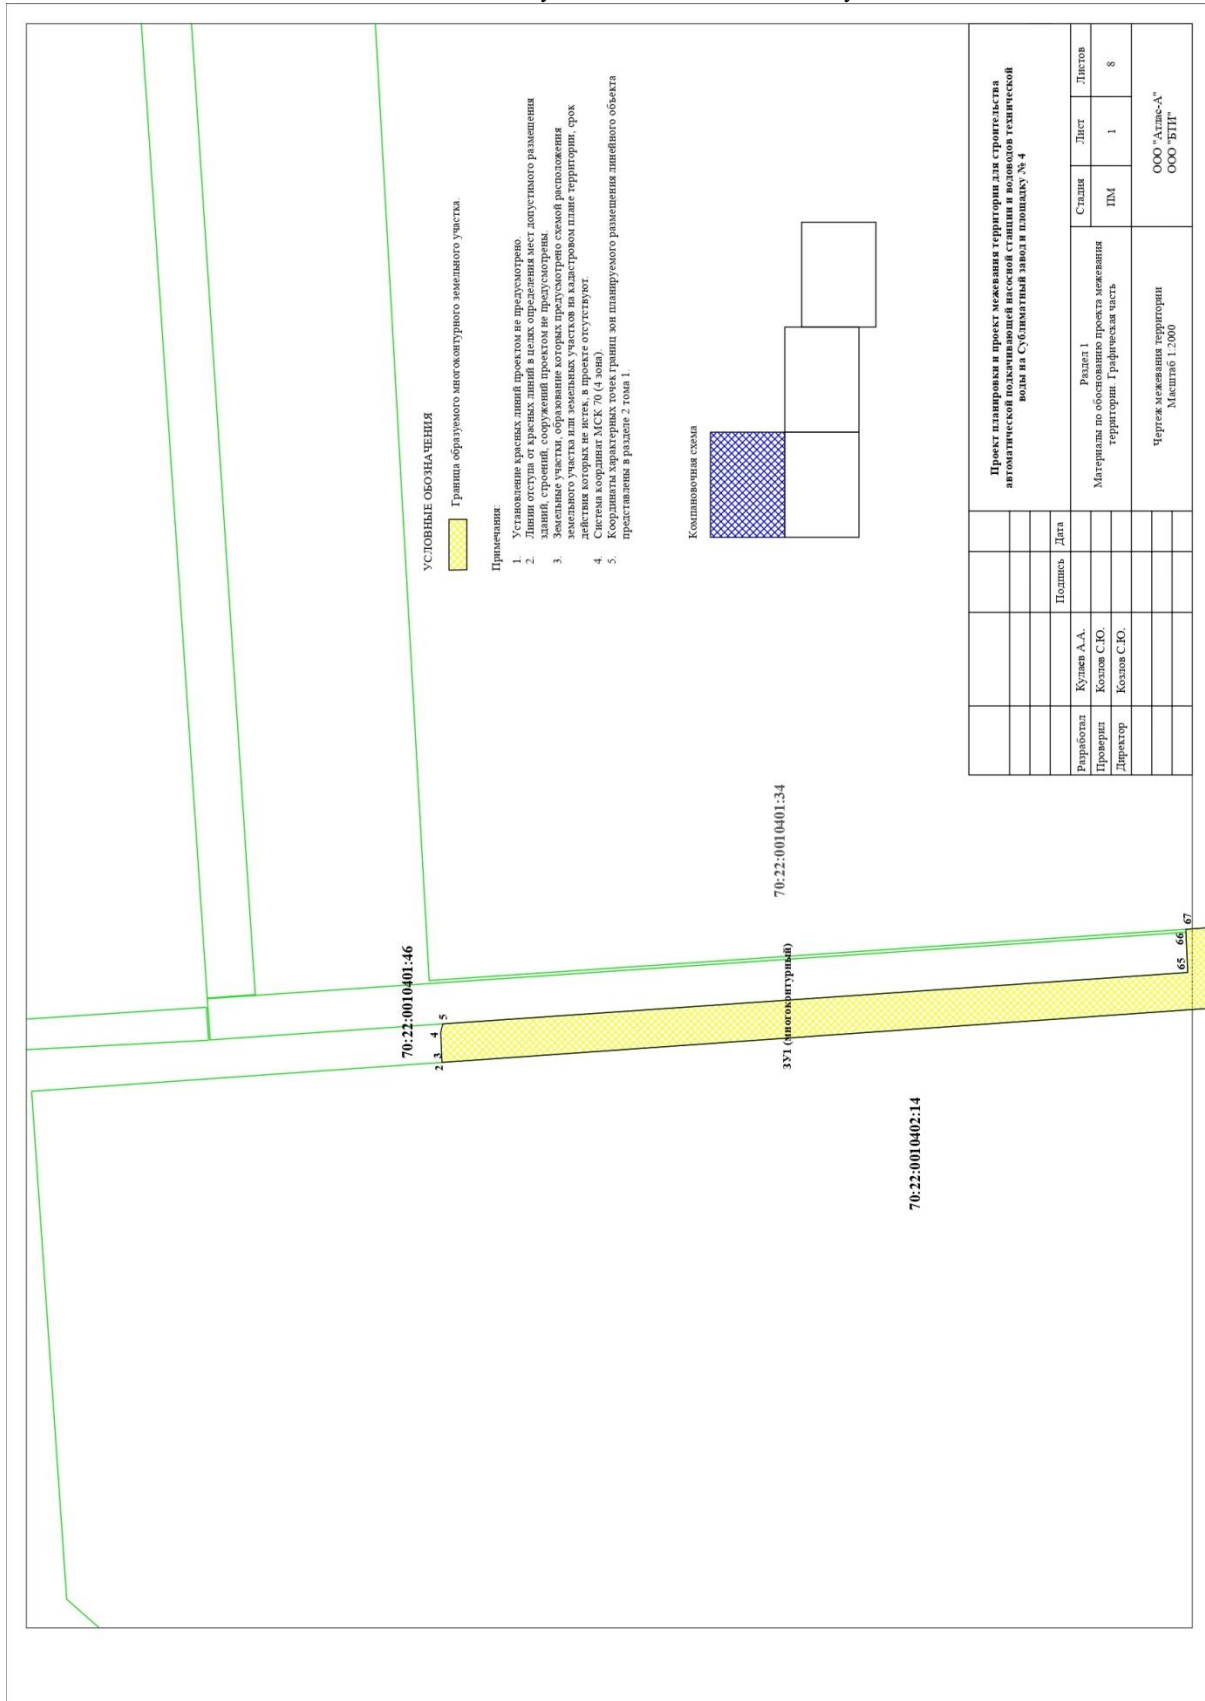 УСЛОВНЫЕ ОБОЗНАЧЕНИЯ
Граница образуемого многоконтурного земельного участка.
Примечания:
1. Установление красных линий проектом не предусмотрено.
2. Линии отступа от красных линий в целях определения мест допустимого размещения
зданий, строений, сооружений проектом не предусмотрены.
3. Земельные участки, образование которых предусмотрено схемой расположения
земельного участка или земельных участков на кадастровом плане территории, срок
действия которых не истек, в проекте отсутствуют.
4. Система координат МСК 70 (4 зона).
5. Координаты характерных точек границ зон планируемого размещения линейного объекта
представлены в разделе 2 тома 1.
Компановочная схема
70:22:0010401:46
2
3
4
5
ЗУ1 (многоконтурный)
70:22:0010401:34
70:22:0010402:14
65
66
67
Проект планировки и проект межевания территории для строительства
автоматической подкачивающей насосной станции и водоводов технической
воды на Сублиматный завод и площадку № 4
Подпись
Дата
Разработал
Кулаев А.А.
Проверил
Козлов С.Ю.
Директор
Козлов С.Ю.
Раздел 1
Материалы по обоснованию проекта межевания
территории. Графическая часть
Стадия
Лист
Листов
ПМ
1
8
Чертеж межевания территории
Масштаб 1:2000
ООО "Атлас-А"
ООО "БТИ"